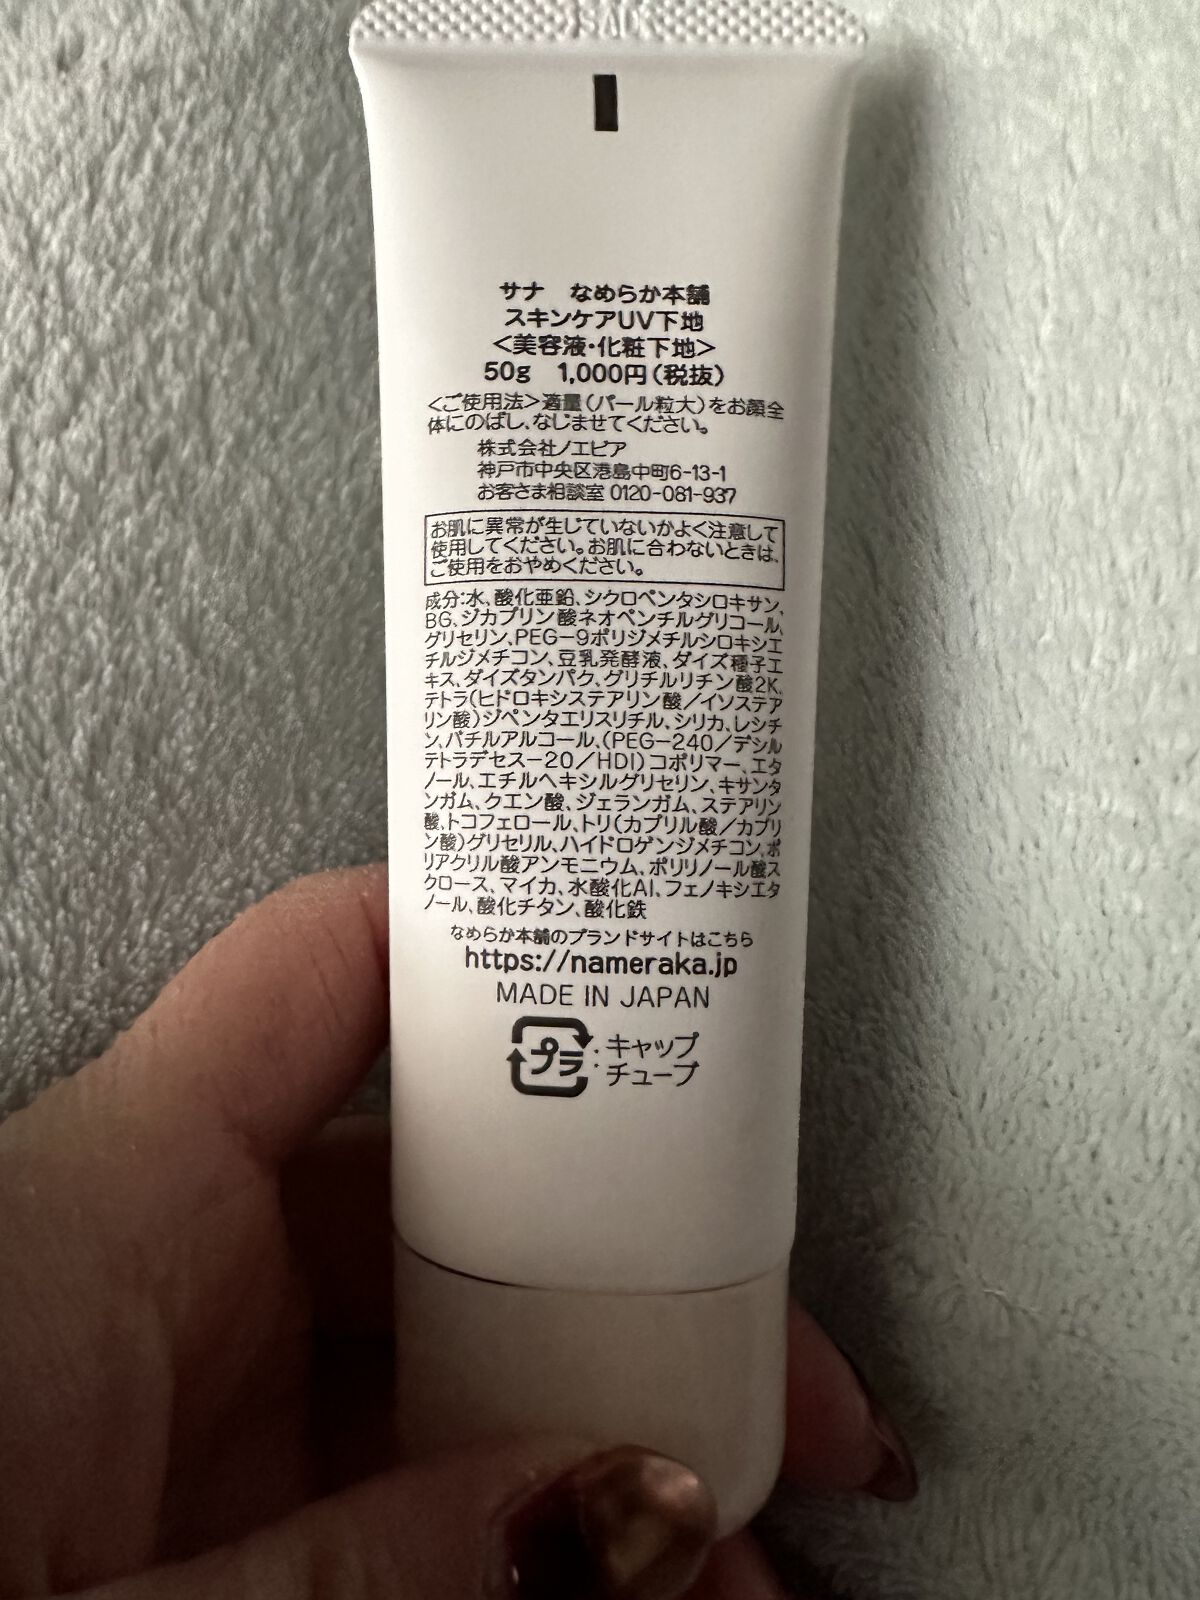 サナ　なめらか本舗
スキンケアUV下地
<美容液・化粧下地>
50g　1,000円(税抜)
<ご使用法>適量(パール粒大)をお顔全
体にのばし、なじませてください。
株式会社ノエビア
神戸市中央区港島中町6-13-1
お客さま相談室 0120-081-937
お肌に異常が生じていないかよく注意して
使用してください。お肌に合わないときは、
ご使用をおやめください。
成分:水、酸化亜鉛、シクロペンタシロキサン、
BG、ジカプリン酸ネオペンチルグリコール、
グリセリン、PEG-9ポリジメチルシロキシエ
チルジメチコン、豆乳発酵液、ダイズ種子エ
キス、ダイズタンパク、グリチルリチン酸2K、
テトラ(ヒドロキシステアリン酸/イソステア
リン酸)ジペンタエリスリチル、シリカ、レシチ
ン、バチルアルコール、(PEG-240/デシル
テトラデセス-20/HDI)コポリマー、エタ
ノール、エチルヘキシルグリセリン、キサンタ
ンガム、クエン酸、ジェランガム、ステアリン
酸、トコフェロール、トリ(カプリル酸/カプリ
ン酸)グリセリル、ハイドロゲンジメチコン、ポ
リアクリル酸アンモニウム、ポリリノール酸ス
クロース、マイカ、水酸化Al、フェノキシエタ
ノール、酸化チタン、酸化鉄
なめらか本舗のブランドサイトはこちら
https://nameraka.jp
MADE IN JAPAN
プラ :キャップ
:チューブ